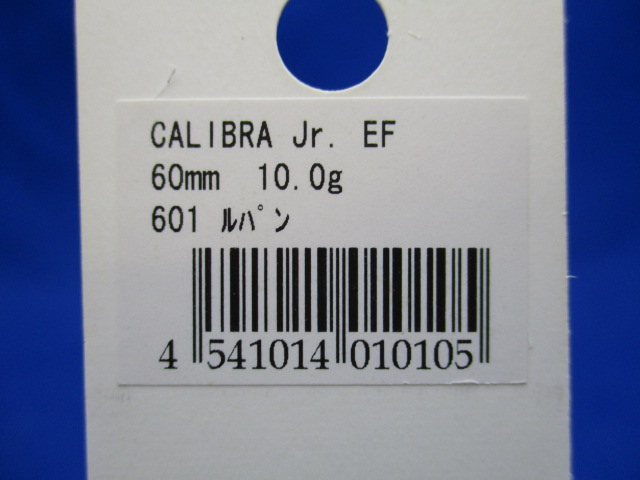 CALIBRA Jr. EF
60mm 10.0g
601 ﾙﾊﾟﾝ
4 541014 010105